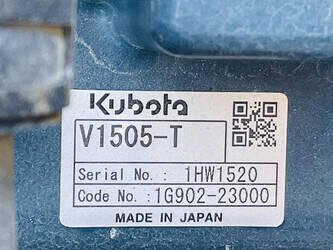 Kubota
V1505-T
Serial No.: 1HW1520
Code No.: 1G902-23000
MADE IN JAPAN